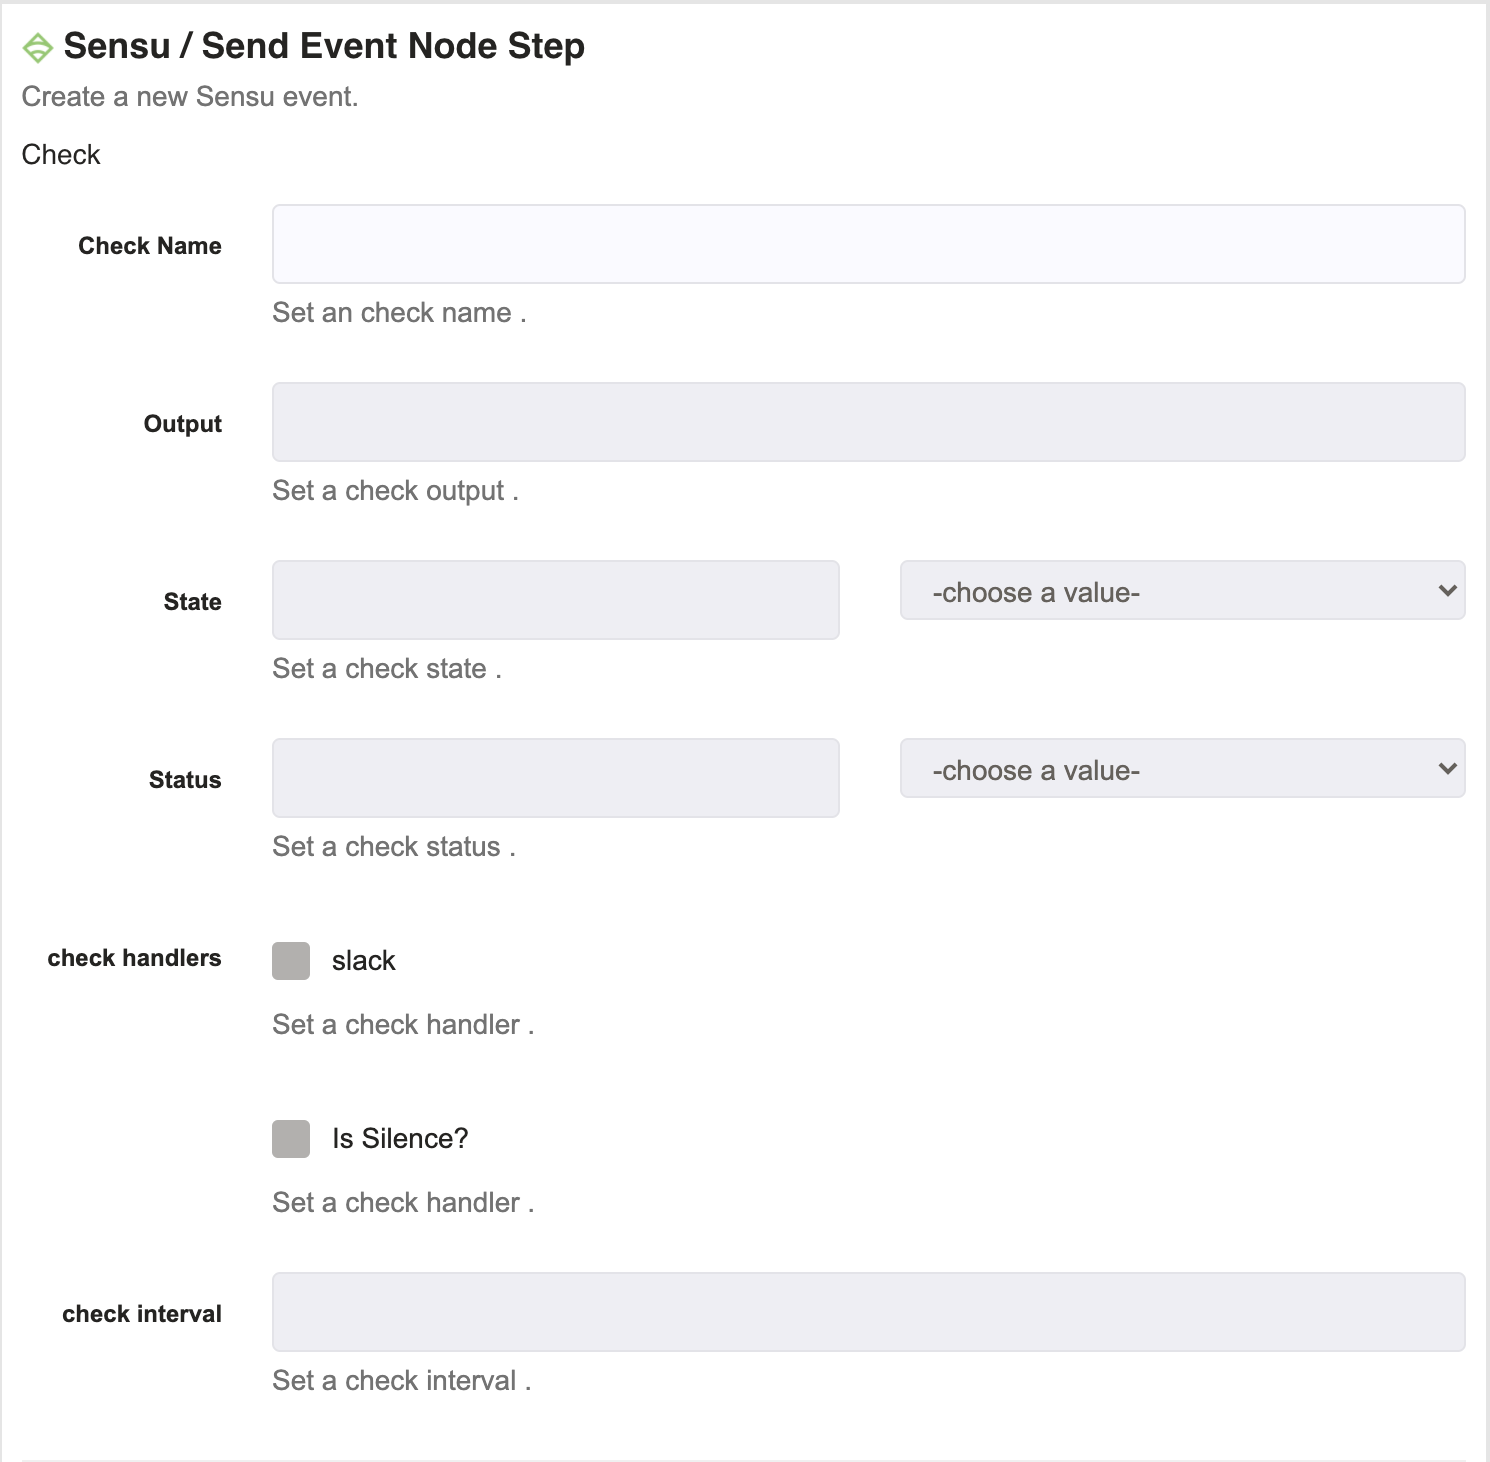 Sensu / Send Event Node Step
Create a new Sensu event.
Check
Check Name
Set an check name .
Output
Set a check output .
State
-choose a value-
Set a check state .
Status
-choose a value-
Set a check status .
check handlers
slack
Set a check handler .
Is Silence?
Set a check handler .
check interval
Set a check interval .